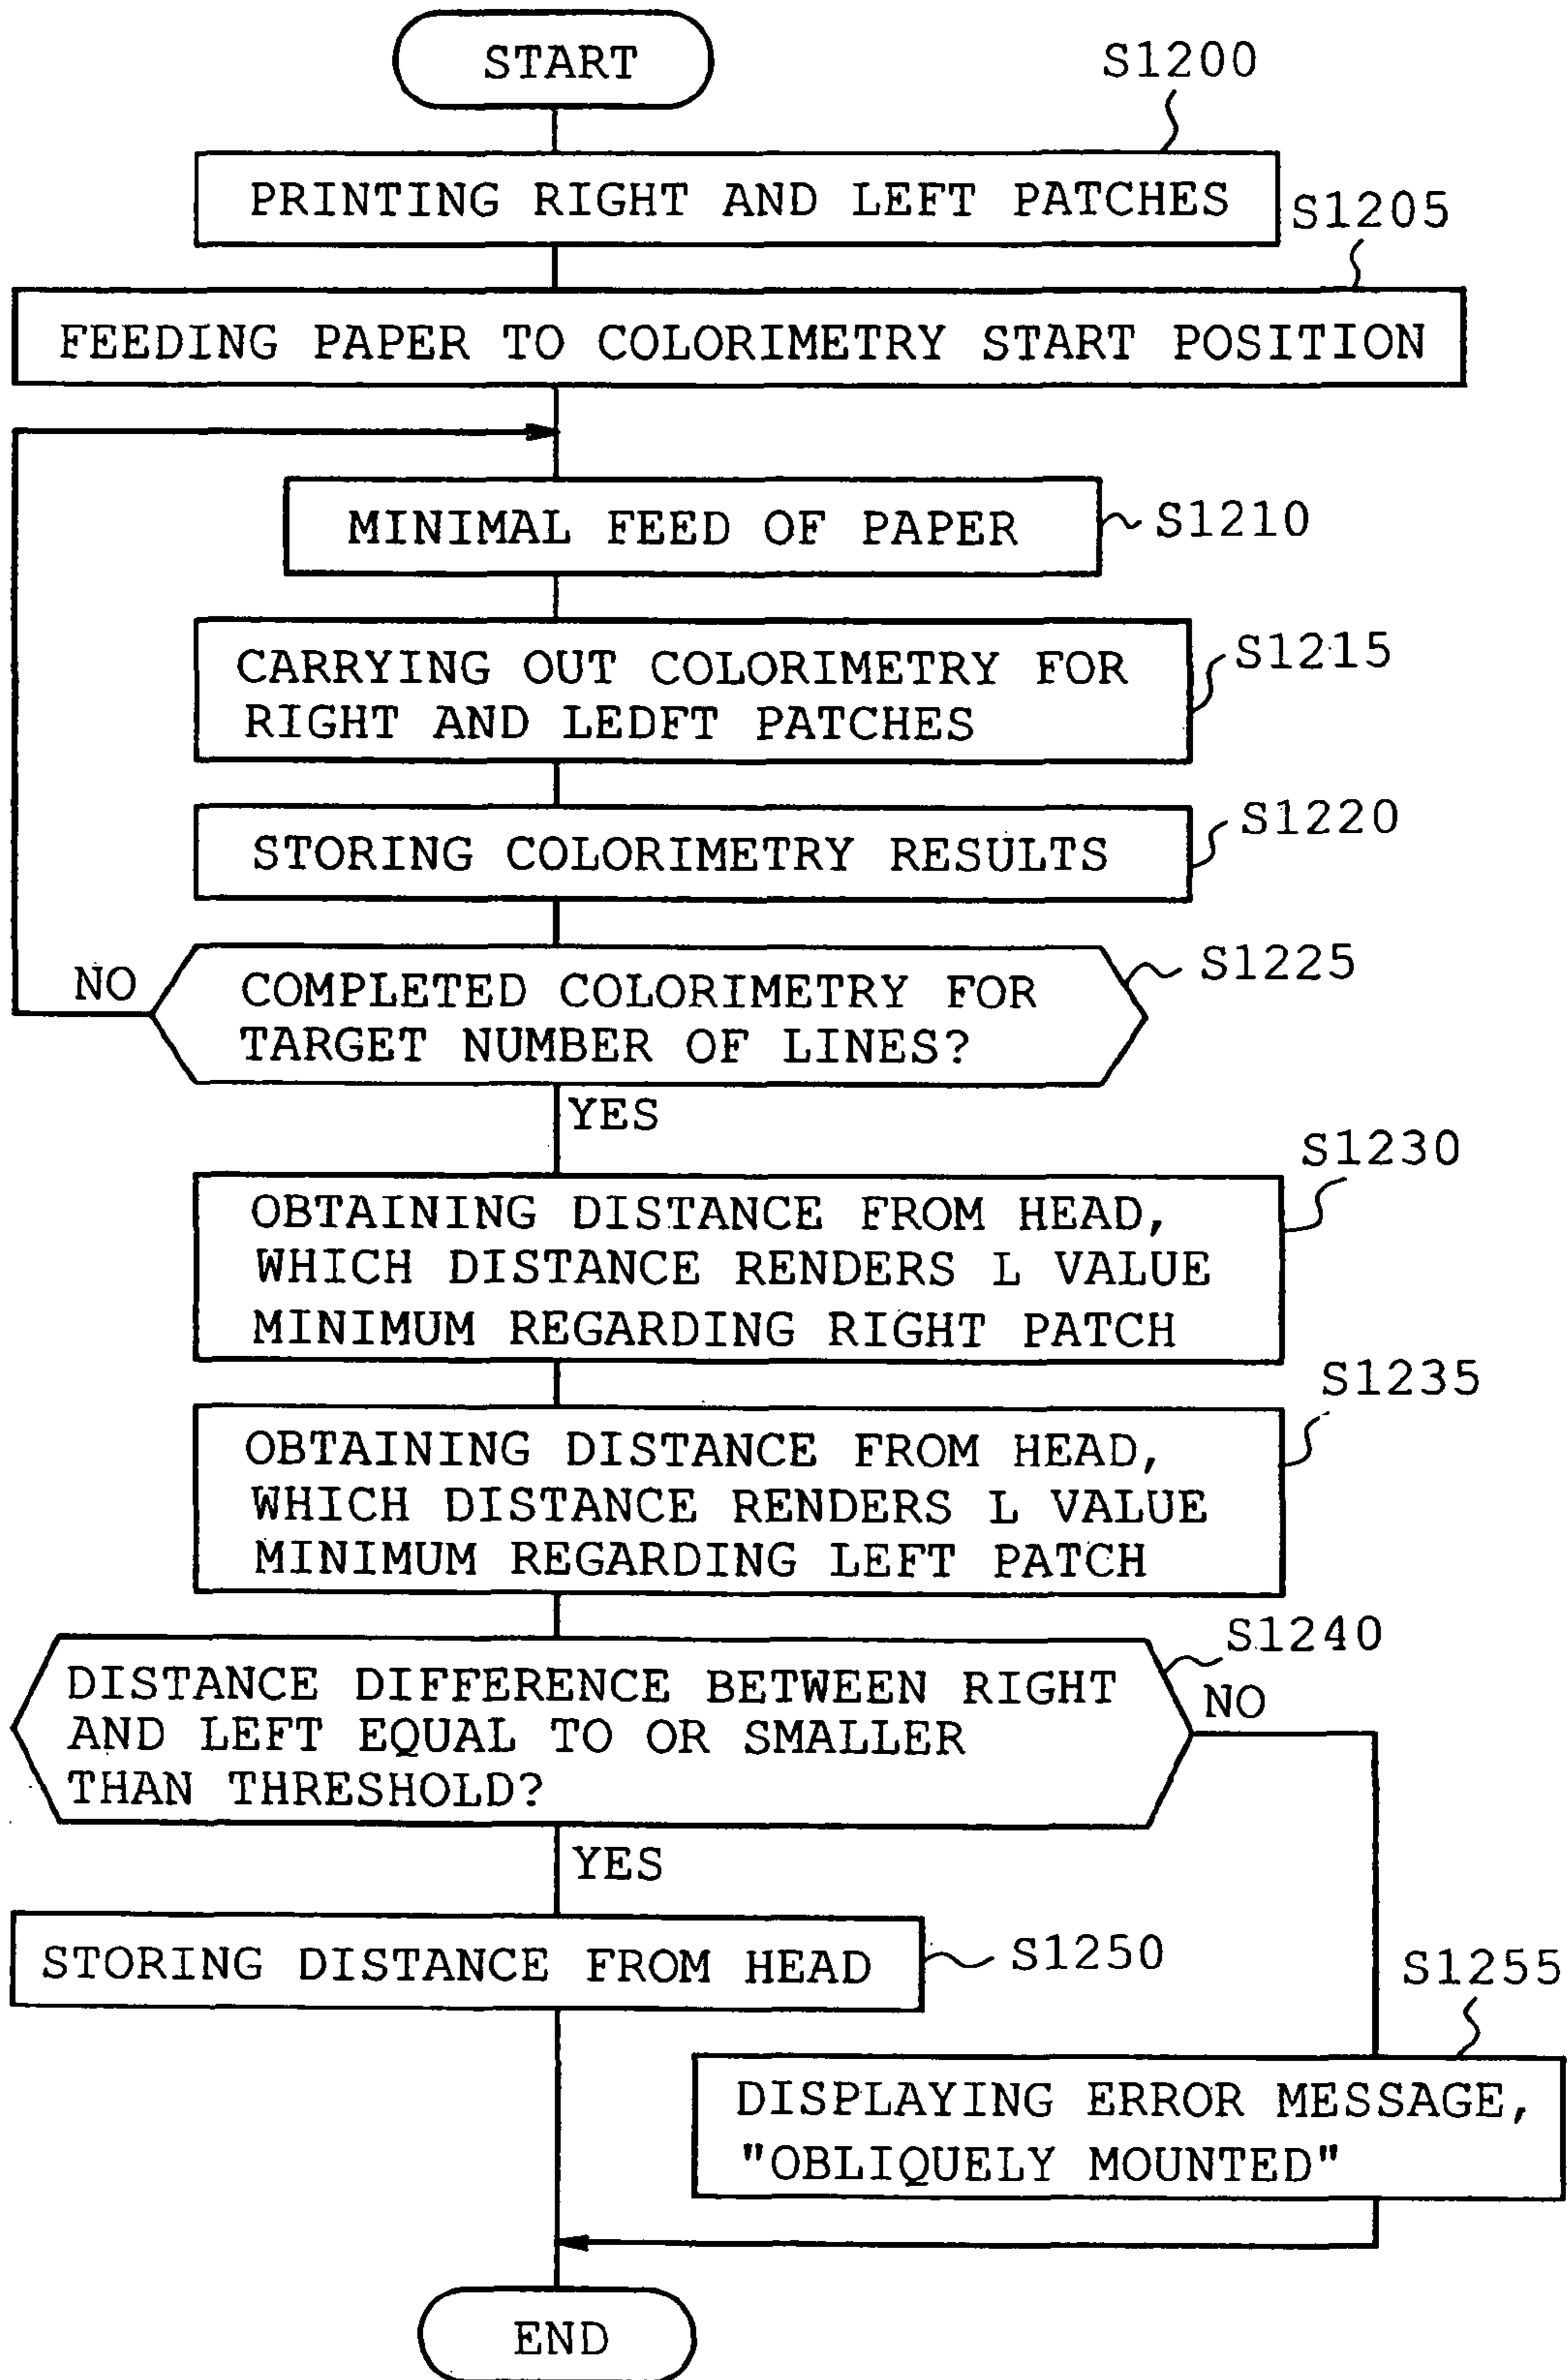 START
S1200
PRINTING RIGHT AND LEFT PATCHES
S1205
FEEDING PAPER TO COLORIMETRY START POSITION
MINIMAL FEED OF PAPER
S1210
CARRYING OUT COLORIMETRY FOR
RIGHT AND LEDFT PATCHES
S1215
STORING COLORIMETRY RESULTS
S1220
NO
COMPLETED COLORIMETRY FOR
TARGET NUMBER OF LINES?
S1225
YES
S1230
OBTAINING DISTANCE FROM HEAD,
WHICH DISTANCE RENDERS L VALUE
MINIMUM REGARDING RIGHT PATCH
S1235
OBTAINING DISTANCE FROM HEAD,
WHICH DISTANCE RENDERS L VALUE
MINIMUM REGARDING LEFT PATCH
S1240
DISTANCE DIFFERENCE BETWEEN RIGHT
AND LEFT EQUAL TO OR SMALLER
THAN THRESHOLD?
NO
YES
STORING DISTANCE FROM HEAD
S1250
S1255
DISPLAYING ERROR MESSAGE,
"OBLIQUELY MOUNTED"
END